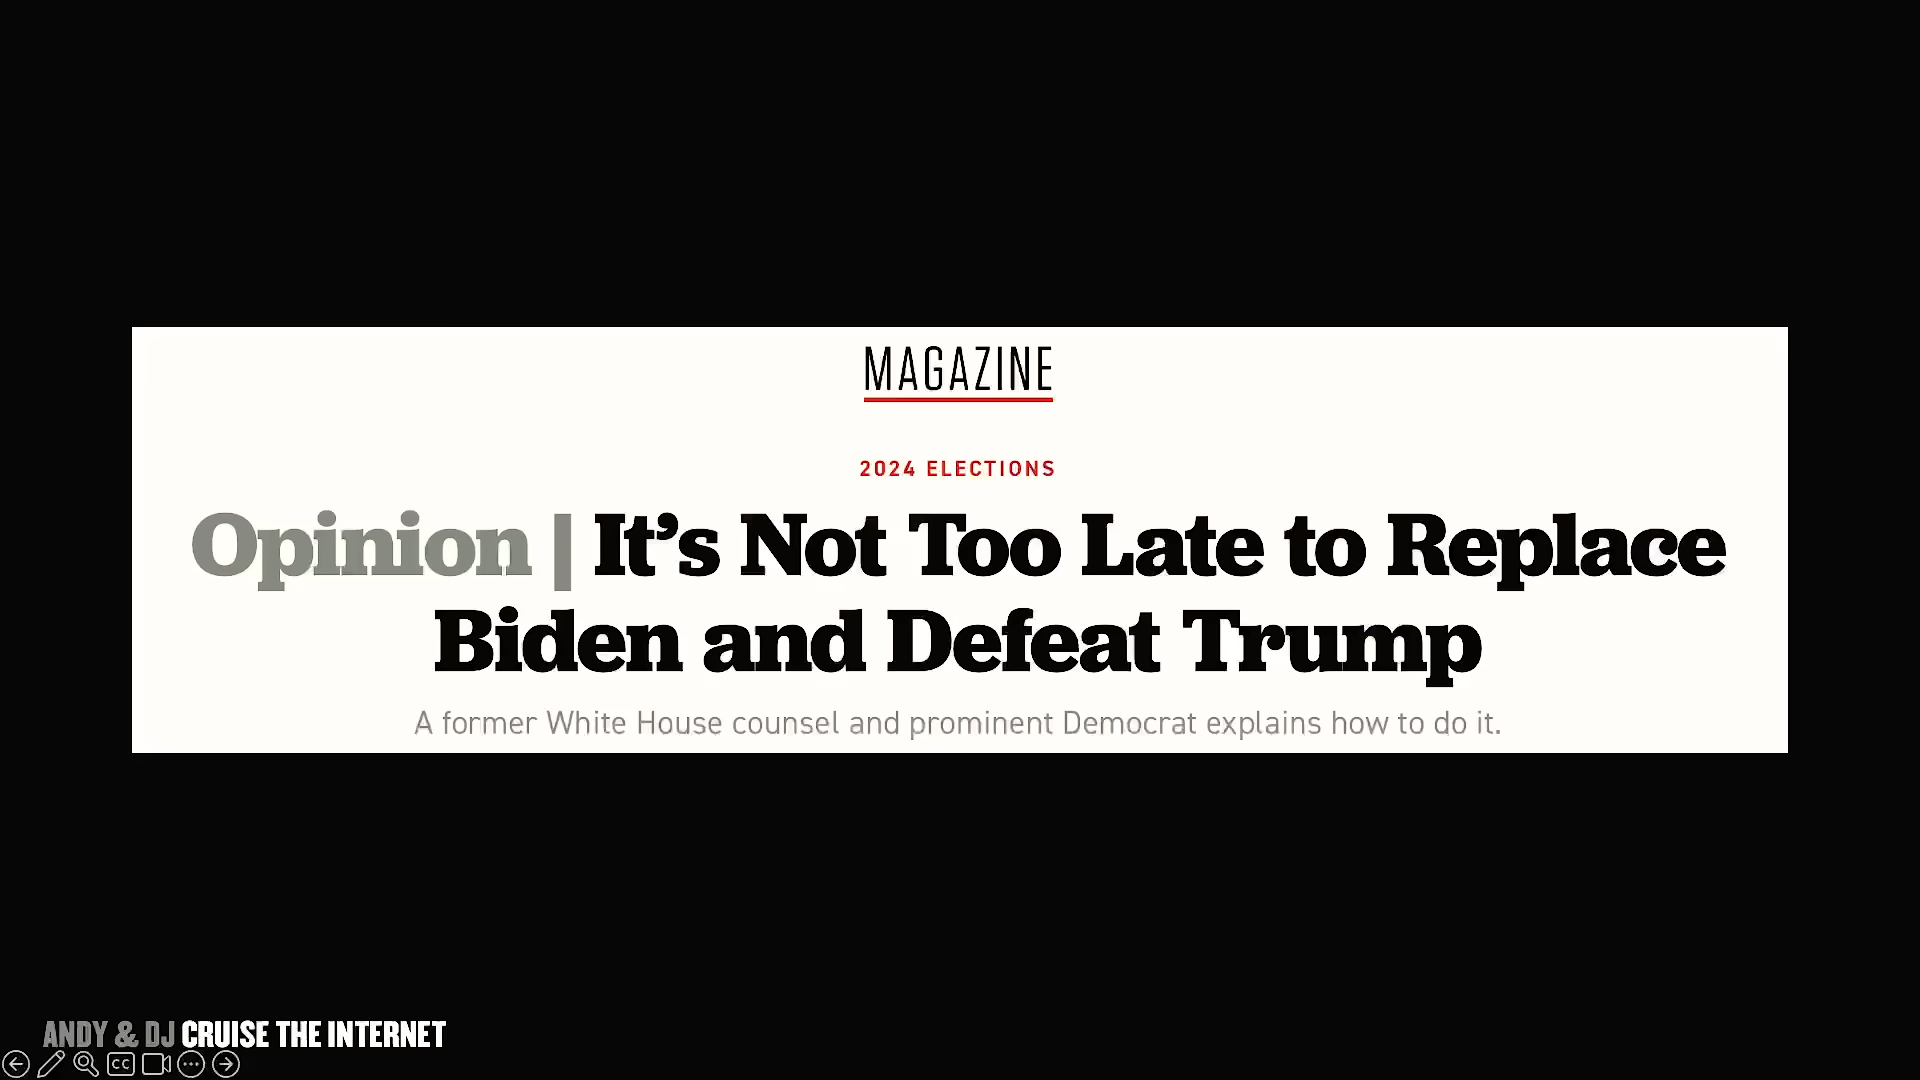 MAGAZINE
2024 ELECTIONS
Opinion | It’s Not Too Late to Replace
Biden and Defeat Trump
A former White House counsel and prominent Democrat explains how to do it.
ANDY & DJ CRUISE THE INTERNET
CC